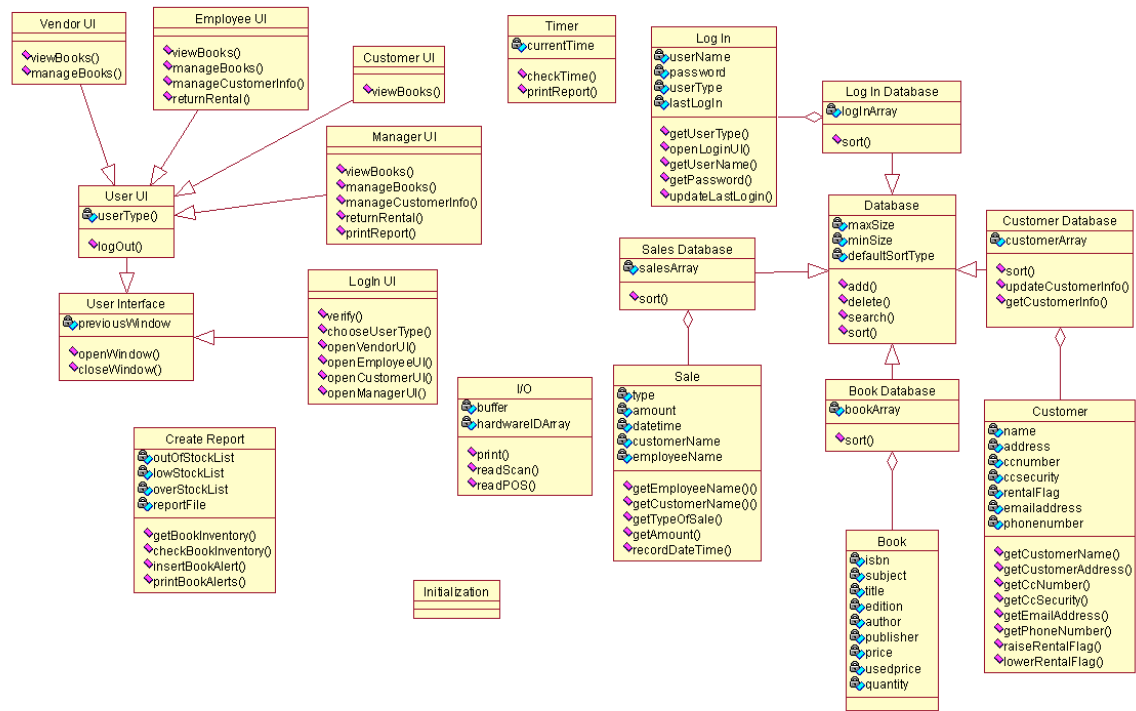 Vendor UI
viewBooks()
manageBooks()
Employee UI
viewBooks()
manageBooks()
manageCustomerInfo()
returnRental()
Customer UI
viewBooks()
Manager UI
viewBooks()
manageBooks()
manageCustomerInfo()
returnRental()
printReport()
User UI
userType()
logOut()
User Interface
previousWindow
openWindow()
closeWindow()
LogIn UI
verify()
chooseUserType()
openVendorUI()
openEmployeeUI()
openCustomerUI()
openManagerUI()
Create Report
outOfStockList
lowStockList
overStockList
reportFile
getBookInventory()
checkBookInventory()
insertBookAlert()
printBookAlerts()
Timer
currentTime
checkTime()
printReport()
I/O
buffer
hardwareIDArray
print()
readScan()
readPOS()
Initialization
Log In
userName
password
userType
lastLogIn
getUserType()
openLoginUI()
getUserName()
getPassword()
updateLastLogin()
Log In Database
logInArray
sort()
Database
maxSize
minSize
defaultSortType
add()
delete()
search()
sort()
Sales Database
salesArray
sort()
Sale
type
amount
datetime
customerName
employeeName
getEmployeeName()()
getCustomerName()()
getTypeOfSale()
getAmount()
recordDateTime()
Customer Database
customerArray
sort()
updateCustomerInfo()
getCustomerInfo()
Book Database
bookArray
sort()
Book
isbn
subject
title
edition
author
publisher
price
usedprice
quantity
Customer
name
address
ccnumber
ccsecurity
rentalFlag
emailaddress
phonenumber
getCustomerName()
getCustomerAddress()
getCcNumber()
getCcSecurity()
getEmailAddress()
getPhoneNumber()
raiseRentalFlag()
lowerRentalFlag()